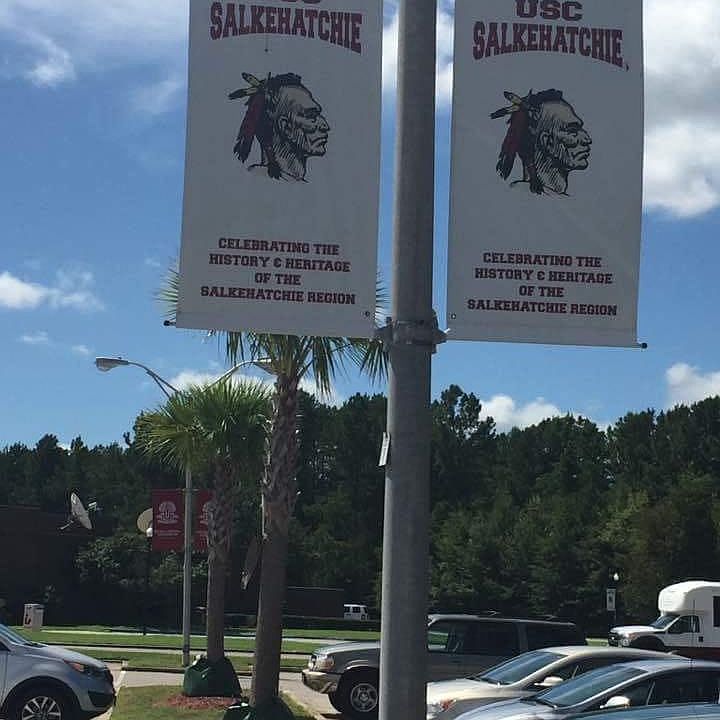 SALKEHATCHIE
CELEBRATING THE
HISTORY & HERITAGE
OF THE
SALKEHATCHIE REGION
USC
SALKEHATCHIE
CELEBRATING THE
HISTORY & HERITAGE
OF THE
SALKEHATCHIE REGION